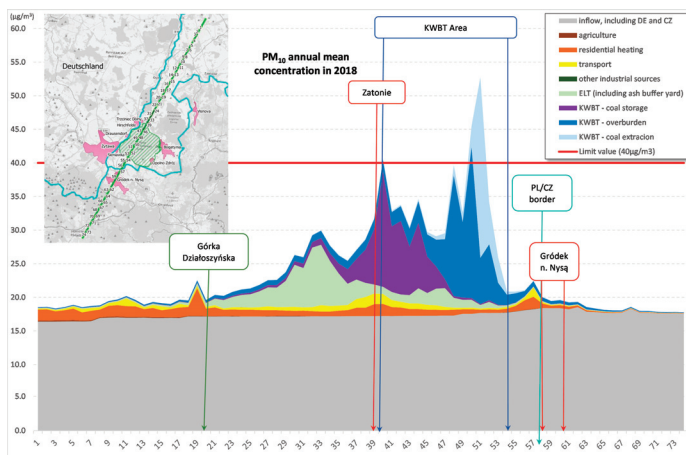 (µg/m³)
60.0
55.0
50.0
45.0
40.0
35.0
30.0
25.0
20.0
15.0
10.0
5.0
0.0
Deutschland
PM10 annual mean
concentration in 2018
Zatonie
KWBT Area
inflow, including DE and CZ
agriculture
residential heating
transport
other industrial sources
ELT (including ash buffer yard)
KWBT - coal storage
KWBT - overburden
KWBT - coal extracion
Limit value (40µg/m3)
PL/CZ
border
Górka
Działoszyńska
Gródek
n. Nysą
1 3 5 7 9 11 13 15 17 19 21 23 25 27 29 31 33 35 37 39 41 43 45 47 49 51 53 55 57 59 61 63 65 67 69 71 73